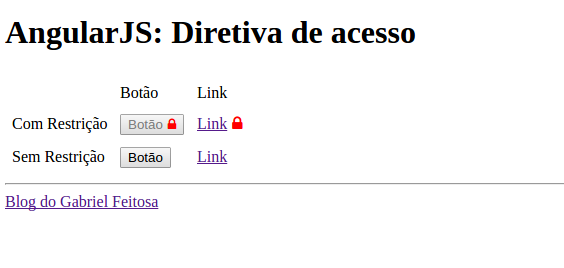 AngularJS: Diretiva de acesso
Botão Link
Com Restrição Botão Link
Sem Restrição Botão Link
Blog do Gabriel Feitosa